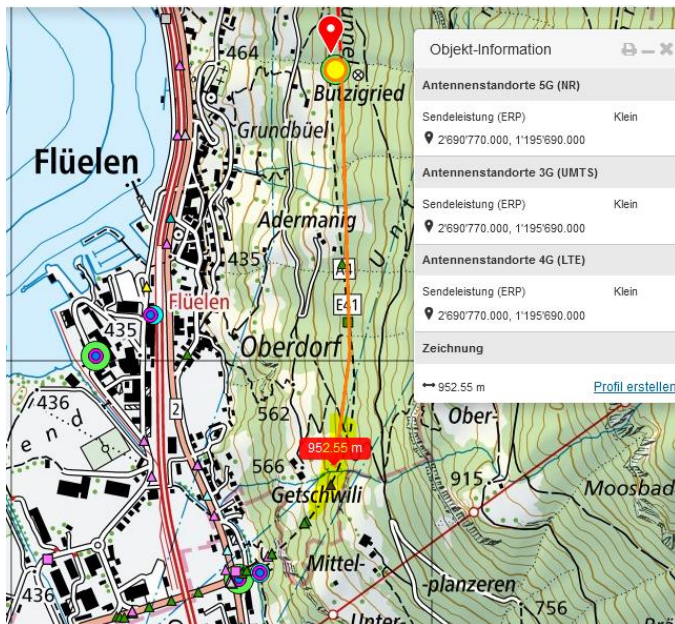 Objekt-Information
Antennenstandorte 5G (NR)
Sendeleistung (ERP) Klein
2'690'770.000, 1'195'690.000
Antennenstandorte 3G (UMTS)
Sendeleistung (ERP) Klein
2'690'770.000, 1'195'690.000
Antennenstandorte 4G (LTE)
Sendeleistung (ERP) Klein
2'690'770.000, 1'195'690.000
Zeichnung
952.55 m Profil erstellen
464
Bützigried
Grundbüel
Flüelen
Adermanig
435
A4
E41
Flüelen
435
Oberdorf
436
2
562
Ober-
end
952.55 m
566
915
Getschwili
Moosbad
Mittel-
-planzeren
436
756
Unter-